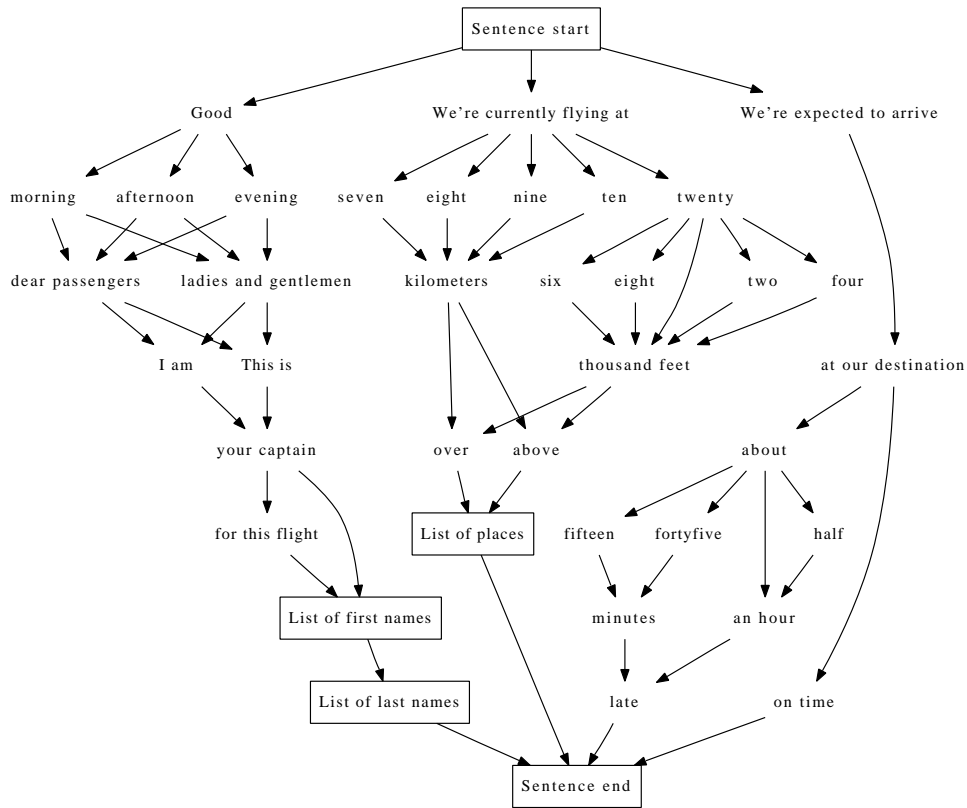 Sentence start
Good
We're currently flying at
We're expected to arrive
morning
afternoon
evening
seven
eight
nine
ten
twenty
dear passengers
ladies and gentlemen
kilometers
six
eight
two
four
I am
This is
thousand feet
at our destination
your captain
over
above
about
for this flight
List of places
fifteen
fortyfive
half
List of first names
minutes
an hour
List of last names
late
on time
Sentence end